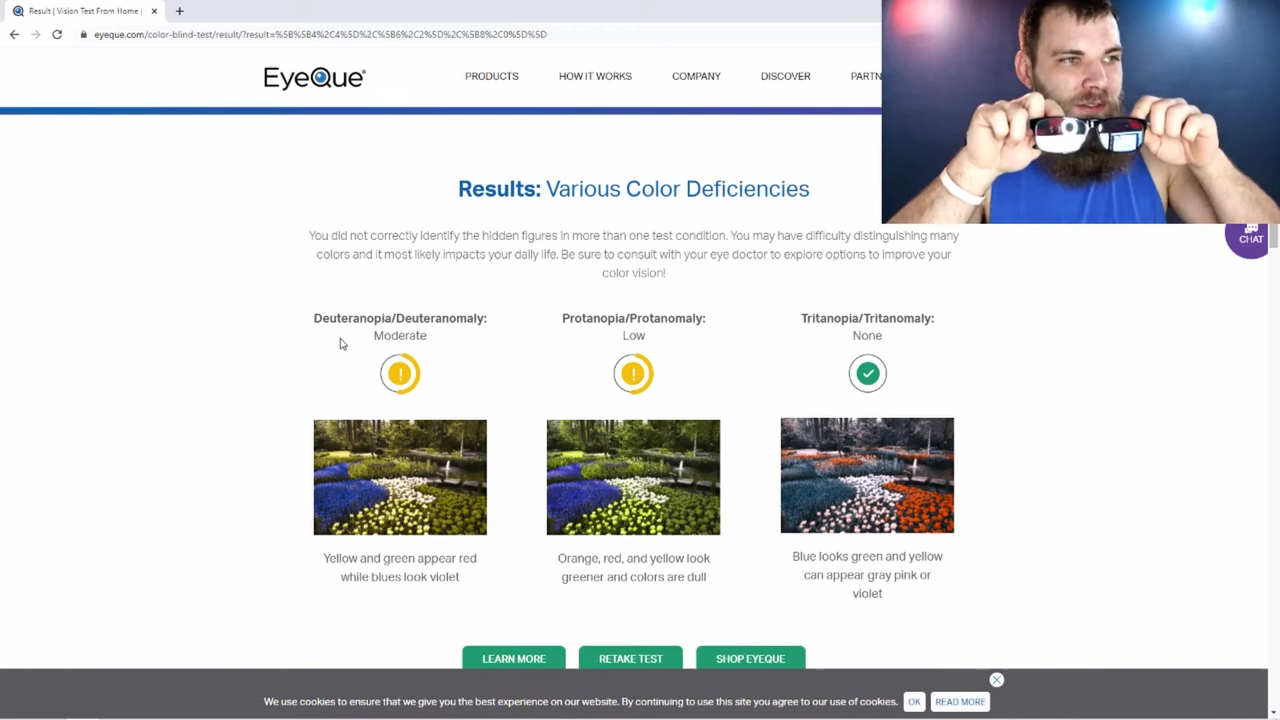 Result | Vision Test From Home |
eyeque.com/color-blind-test/result/?result=%5B%5B4%2C4%5D%2C%5B6%2C2%5D%2C%5B8%2C0%5D%5D
EyeQue
PRODUCTS HOW IT WORKS COMPANY DISCOVER PARTN
Results: Various Color Deficiencies
You did not correctly identify the hidden figures in more than one test condition. You may have difficulty distinguishing many
colors and it most likely impacts your daily life. Be sure to consult with your eye doctor to explore options to improve your
color vision!
CHAT
Deuteranopia/Deuteranomaly:
Moderate
Protanopia/Protanomaly:
Low
Tritanopia/Tritanomaly:
None
Yellow and green appear red
while blues look violet
Orange, red, and yellow look
greener and colors are dull
Blue looks green and yellow
can appear gray pink or
violet
LEARN MORE RETAKE TEST SHOP EYEQUE
We use cookies to ensure that we give you the best experience on our website. By continuing to use this site you agree to our use of cookies. OK READ MORE